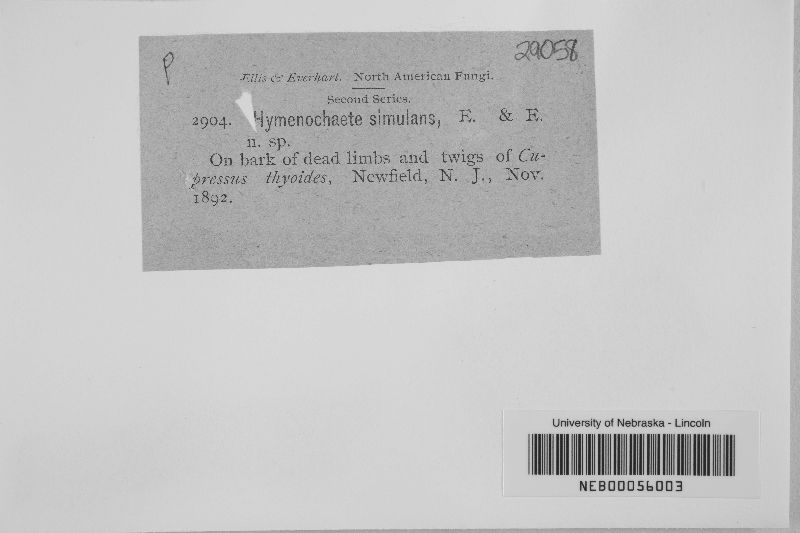 P
29058
Ellis & Everhart. North American Fungi.
Second Series.
2904. Hymenochaete simulans, E. & E.
n. sp.
On bark of dead limbs and twigs of Cu-
pressus thyoides, Newfield, N. J., Nov.
1892.
University of Nebraska - Lincoln
NEB00056003